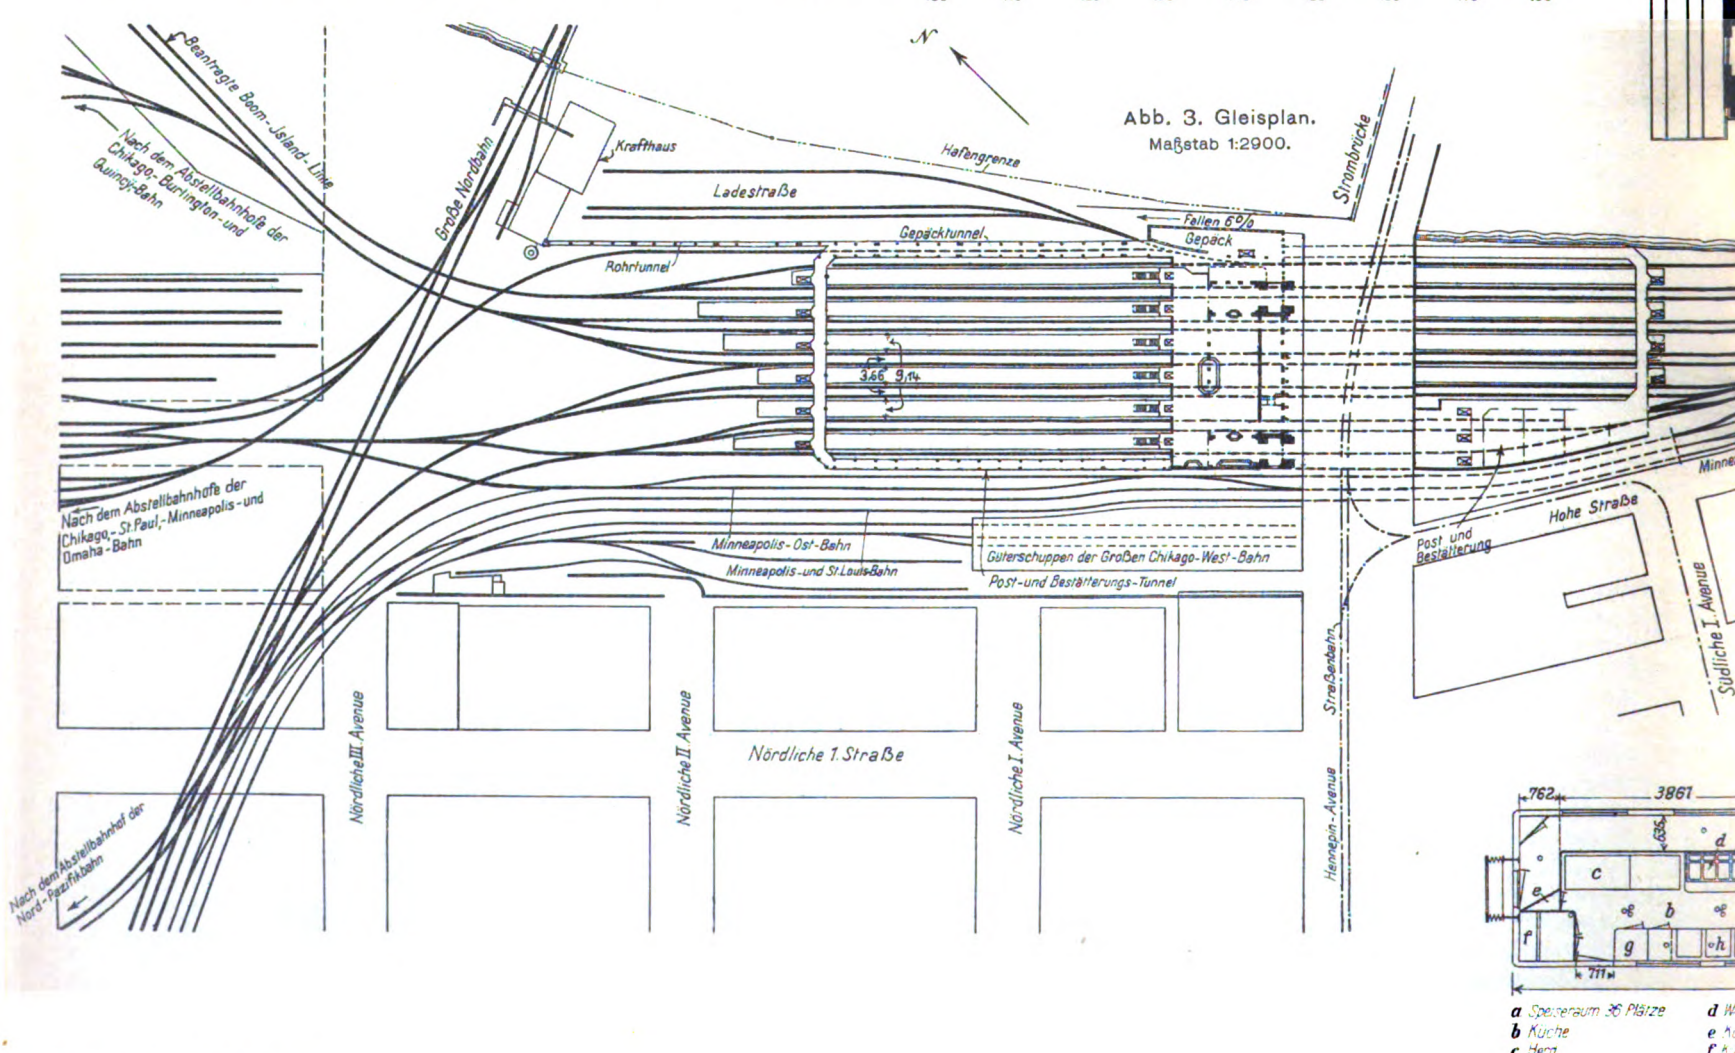 N
Abb. 3. Gleisplan.
Maßstab 1:2900.
Beantragte Boom-Jsland-Linie
Nach dem Abstellbahnhofe der
Chikago,- Burlington-und
Quincy-Bahn
Große Nordbahn
Krafthaus
Ladestraße
Hafengrenze
Strombrücke
Fallen 6%
Gepäck
Gepäcktunnel
Rohrtunnel
3,66 9,14
Nach dem Abstellbahnhofe der
Chikago,- St.Paul,-Minneapolis-und
Omaha-Bahn
Minneapolis-Ost-Bahn
Minneapolis-und St.Louis-Bahn
Güterschuppen der Großen Chikago-West-Bahn
Post-und Bestätterungs-Tunnel
Post und
Bestätterung
Hohe Straße
Minne
Südliche I. Avenue
Nördliche III. Avenue
Nördliche II. Avenue
Nördliche 1. Straße
Nördliche I. Avenue
Straßenbahn
Hennepin-Avenue
Nach dem Abstellbahnhof der
Nord-Pazifikbahn
762 3861
635
d
c
e
b
f
g
h
711
a Speiseraum 36 Plätze
d W
b Küche
e
c Herd
f